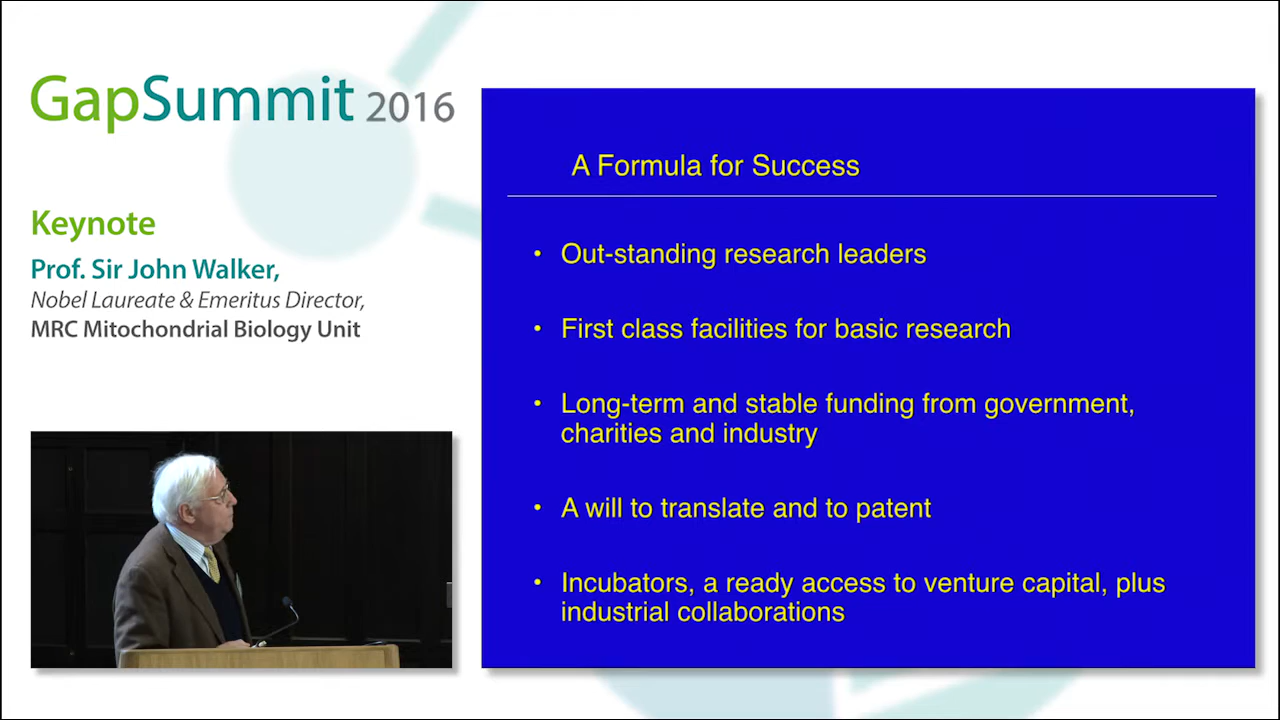 GapSummit 2016
Keynote
Prof. Sir John Walker,
Nobel Laureate & Emeritus Director,
MRC Mitochondrial Biology Unit
A Formula for Success
• Out-standing research leaders
• First class facilities for basic research
• Long-term and stable funding from government,
charities and industry
• A will to translate and to patent
• Incubators, a ready access to venture capital, plus
industrial collaborations